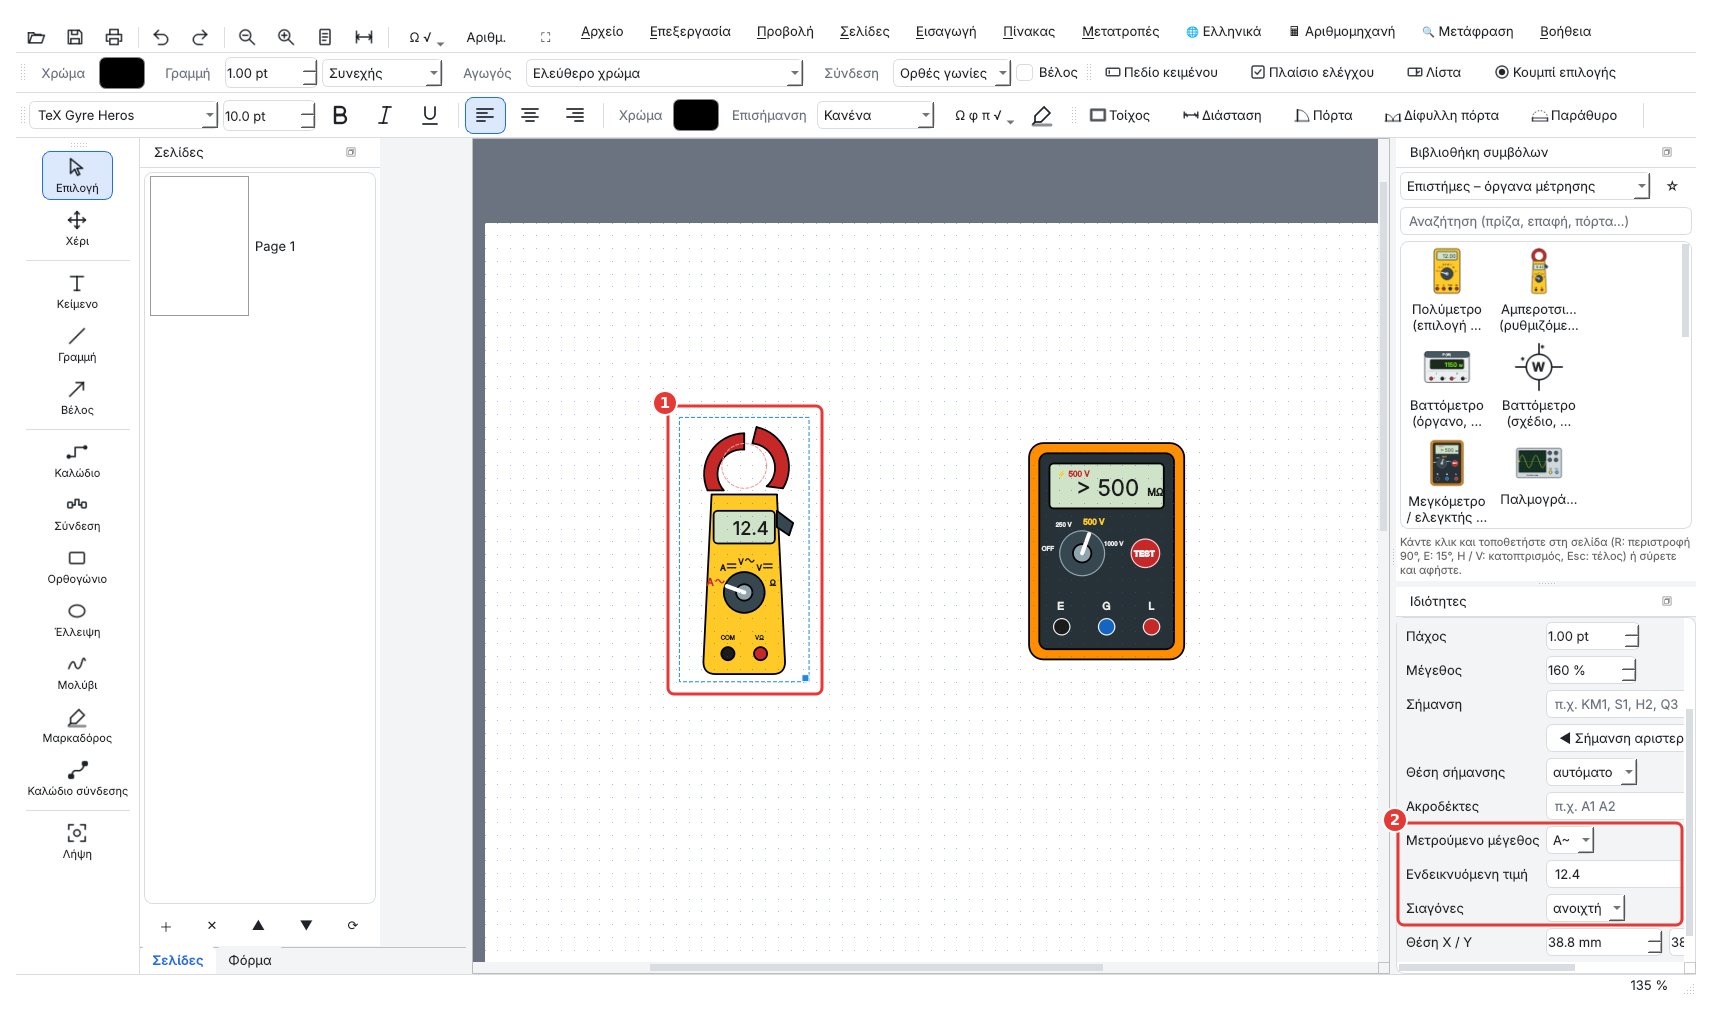 Ω √
Αριθμ.
Αρχείο
Επεξεργασία
Προβολή
Σελίδες
Εισαγωγή
Πίνακας
Μετατροπές
Ελληνικά
Αριθμομηχανή
Μετάφραση
Βοήθεια
Χρώμα
Γραμμή
1.00 pt
Συνεχής
Αγωγός
Ελεύθερο χρώμα
Σύνδεση
Ορθές γωνίες
Βέλος
Πεδίο κειμένου
Πλαίσιο ελέγχου
Λίστα
Κουμπί επιλογής
TeX Gyre Heros
10.0 pt
B
I
U
Χρώμα
Επισήμανση
Κανένα
Ω φ π √
Τοίχος
Διάσταση
Πόρτα
Δίφυλλη πόρτα
Παράθυρο
Επιλογή
Χέρι
Κείμενο
Γραμμή
Βέλος
Καλώδιο
Σύνδεση
Ορθογώνιο
Έλλειψη
Μολύβι
Μαρκαδόρος
Καλώδιο σύνδεσης
Λήψη
Σελίδες
Page 1
Σελίδες
Φόρμα
1
12.4
A
V
V
A
Ω
COM
VΩ
500 V
> 500 MΩ
250 V
500 V
1000 V
OFF
TEST
E
G
L
Βιβλιοθήκη συμβόλων
Επιστήμες – όργανα μέτρησης
Αναζήτηση (πρίζα, επαφή, πόρτα...)
Πολύμετρο
(επιλογή ...
Αμπεροτσι...
(ρυθμιζόμε...
W
Βαττόμετρο
(όργανο, ...
Βαττόμετρο
(σχέδιο, ...
Μεγκόμετρο
/ ελεγκτής ...
Παλμογρά...
Κάντε κλικ και τοποθετήστε στη σελίδα (R: περιστροφή
90°, E: 15°, H / V: κατοπτρισμός, Esc: τέλος) ή σύρετε
και αφήστε.
Ιδιότητες
Πάχος
1.00 pt
Μέγεθος
160 %
Σήμανση
π.χ. KM1, S1, H2, Q3
◀ Σήμανση αριστερ
Θέση σήμανσης
αυτόματο
Ακροδέκτες
π.χ. A1 A2
2
Μετρούμενο μέγεθος
A~
Ενδεικνυόμενη τιμή
12.4
Σιαγόνες
ανοιχτή
Θέση X / Y
38.8 mm
38
135 %